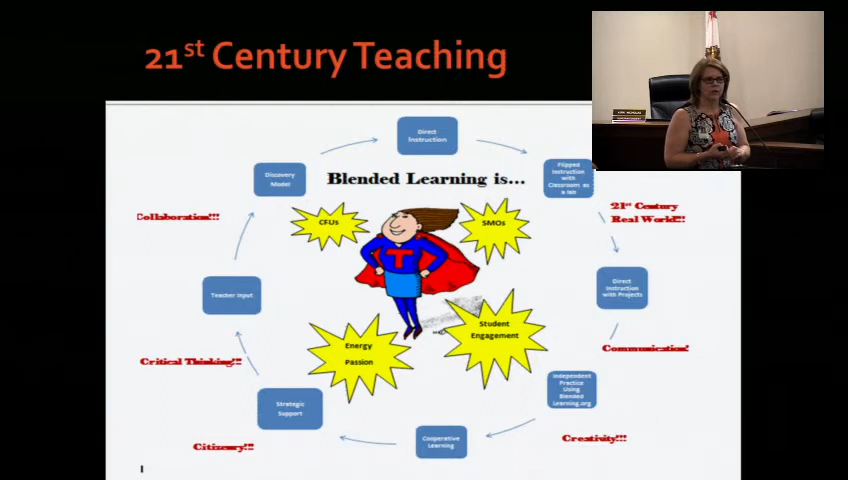 21st Century Teaching
Direct
Instruction
Blended Learning is...
Discovery
Model
Flipped
Instruction
with
Classroom as
a lab
Collaboration!!!
CFUs
SMOs
21st Century
Real World!!!
Teacher Input
T
Direct
Instruction
with Projects
Energy
Passion
Student
Engagement
Critical Thinking!!!
Communication!
Strategic
Support
Independent
Practice
Using
Blended
Learning.org
Cooperative
Learning
Citizenry!!!
Creativity!!!